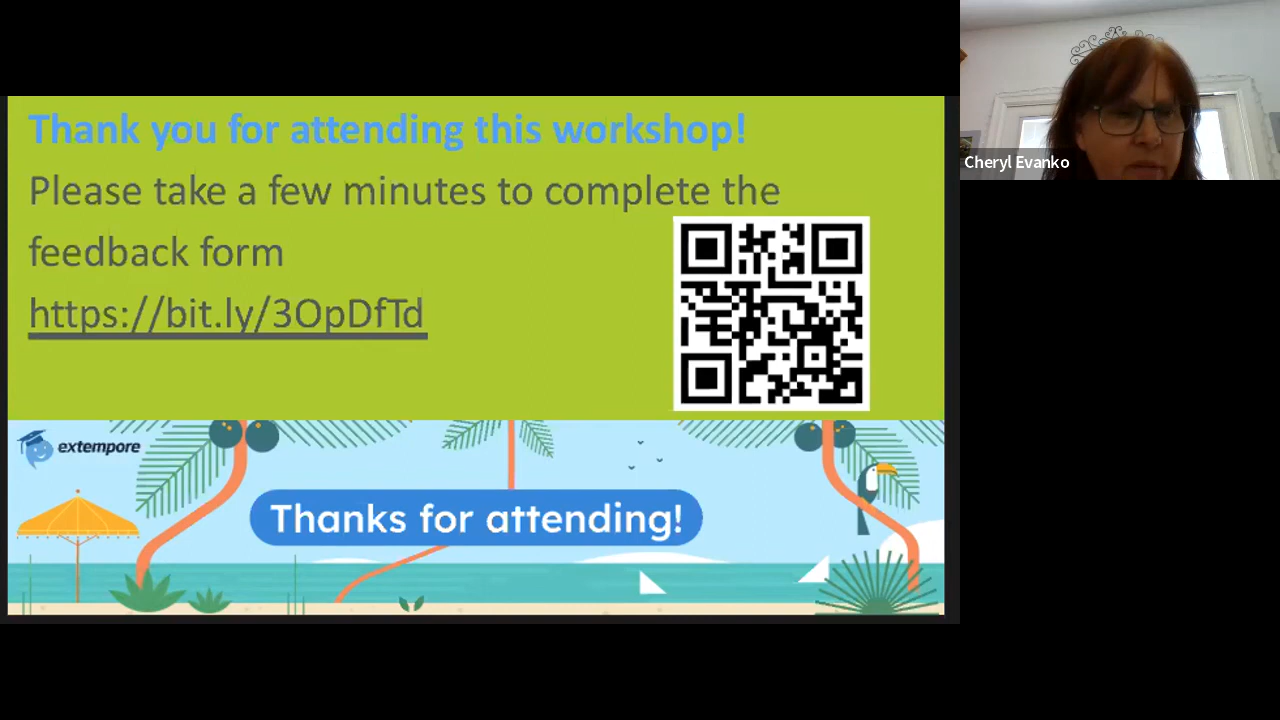 Thank you for attending this workshop!
Please take a few minutes to complete the
feedback form
https://bit.ly/3OpDfTd
extempore
Thanks for attending!
Cheryl Evanko